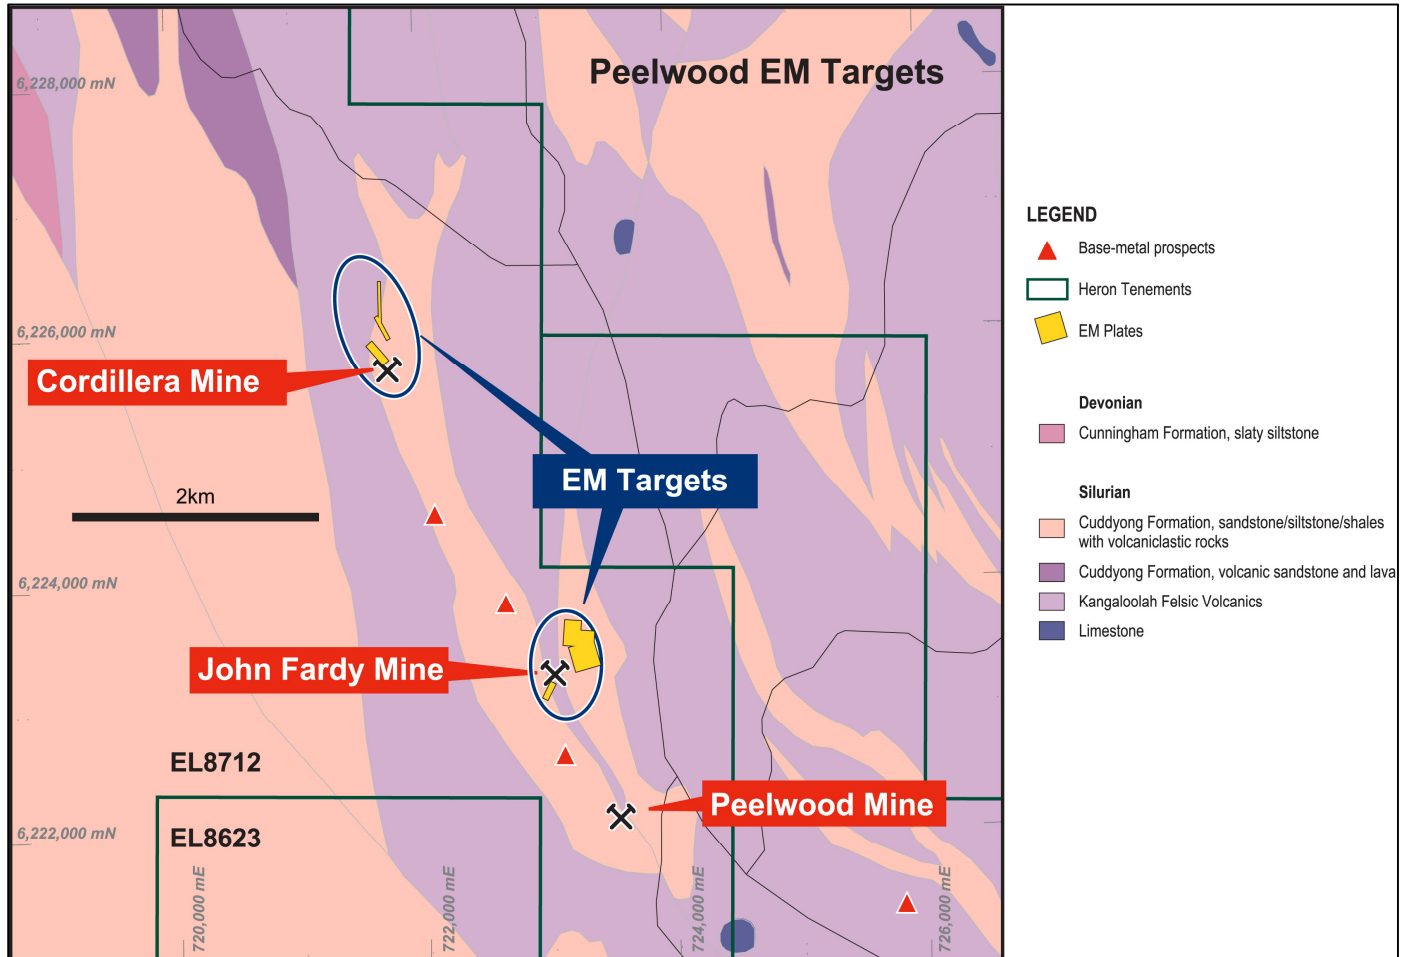 Peelwood EM Targets
6,228,000 mN
6,226,000 mN
Cordillera Mine
EM Targets
2km
6,224,000 mN
John Fardy Mine
EL8712
Peelwood Mine
EL8623
6,222,000 mN
720,000 mE
722,000 mE
724,000 mE
726,000 mE
LEGEND
Base-metal prospects
Heron Tenements
EM Plates
Devonian
Cunningham Formation, slaty siltstone
Silurian
Cuddyong Formation, sandstone/siltstone/shales
with volcaniclastic rocks
Cuddyong Formation, volcanic sandstone and lava
Kangaloolah Felsic Volcanics
Limestone